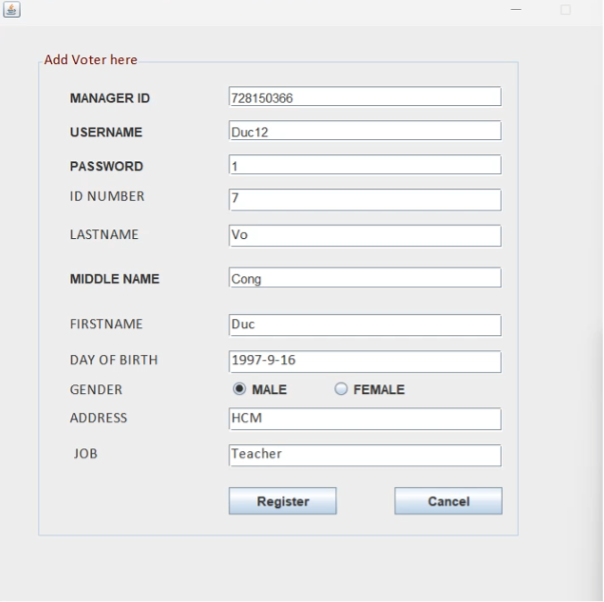 Add Voter here
MANAGER ID 728150366
USERNAME Duc12
PASSWORD 1
ID NUMBER 7
LASTNAME Vo
MIDDLE NAME Cong
FIRSTNAME Duc
DAY OF BIRTH 1997-9-16
GENDER MALE FEMALE
ADDRESS HCM
JOB Teacher
Register Cancel